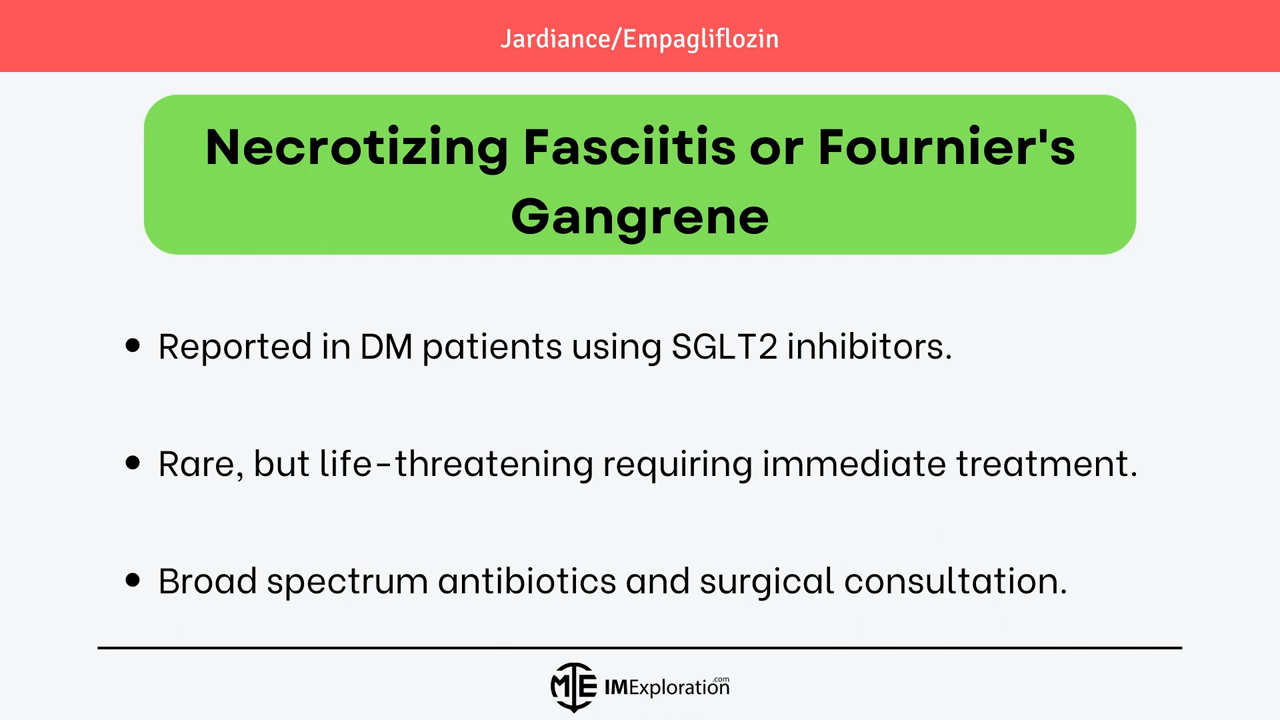 Jardiance/Empagliflozin
Necrotizing Fasciitis or Fournier's
Gangrene
• Reported in DM patients using SGLT2 inhibitors.
• Rare, but life-threatening requiring immediate treatment.
• Broad spectrum antibiotics and surgical consultation.
MIE IMExploration.com